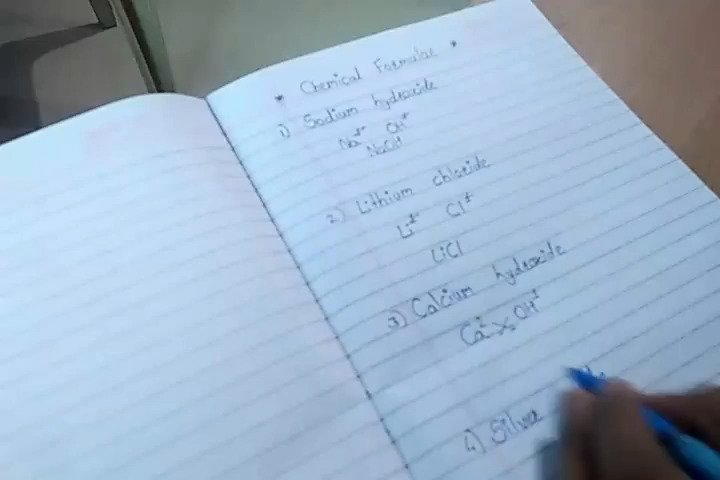 * Chemical Formulae *
1) Sodium hydroxide
Na¹⁺ OH¹⁻
NaOH
2) Lithium chloride
Li¹⁺ Cl¹⁻
LiCl
3) Calcium hydroxide
Ca² OH¹
4) Silver